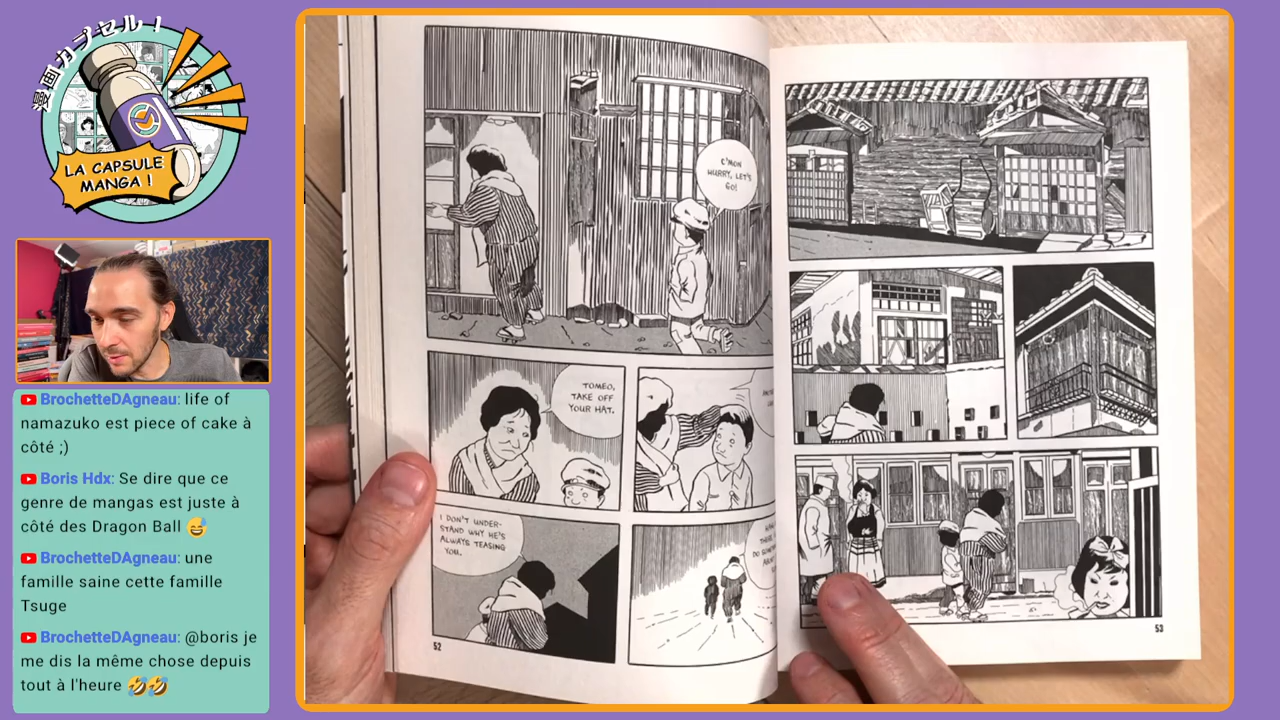 漫画カプセル!
LA CAPSULE
MANGA !
BrochetteDAgneau: life of
namazuko est piece of cake à
côté ;)
Boris Hdx: Se dire que ce
genre de mangas est juste à
côté des Dragon Ball 😅
BrochetteDAgneau: une
famille saine cette famille
Tsuge
BrochetteDAgneau: @boris je
me dis la même chose depuis
tout à l'heure 🤣🤣
C'MON
HURRY, LET'S
GO!
TOMEO,
TAKE OFF
YOUR HAT.
I DON'T UNDER-
STAND WHY HE'S
ALWAYS TEASING
YOU.
52
53